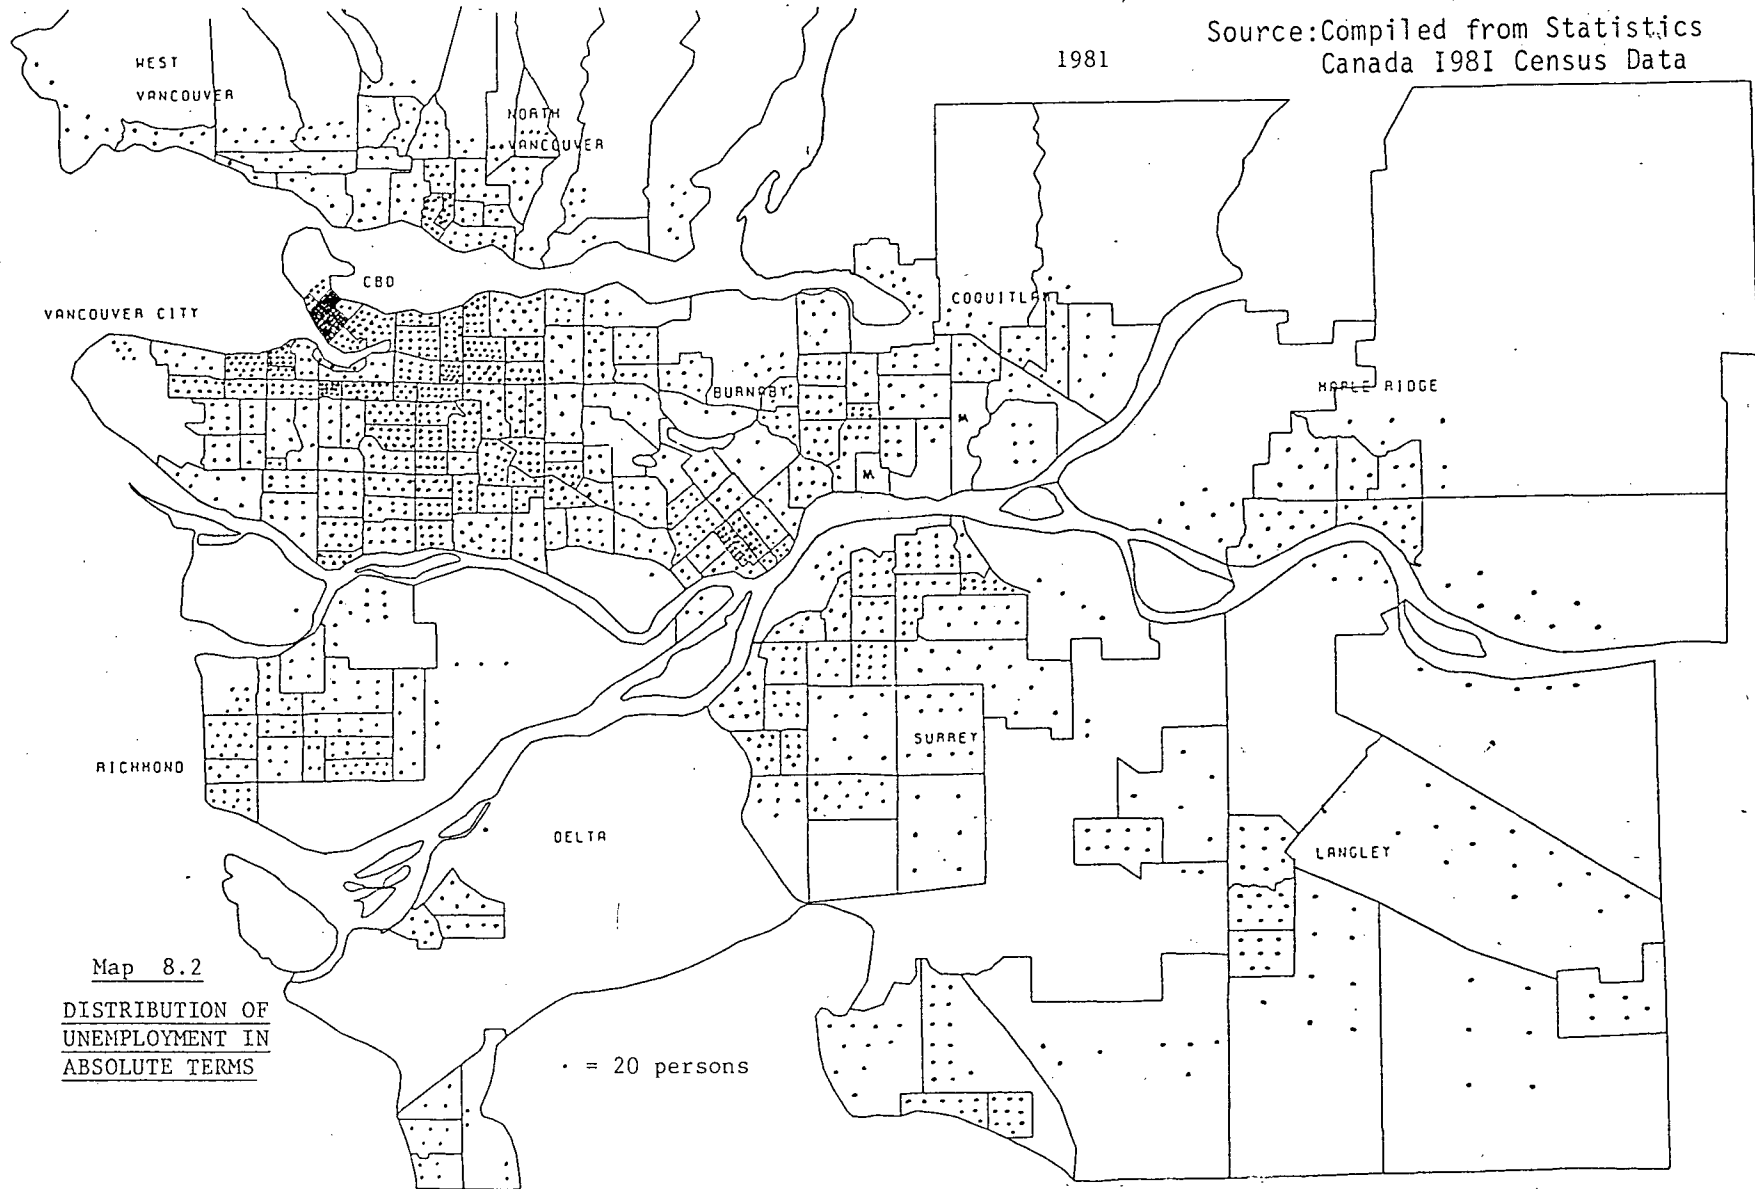 Source:Compiled from Statistics
1981
Canada I98I Census Data
WEST
VANCOUVER
NORTH
VANCOUVER
CBD
VANCOUVER CITY
COQUITLAM
BURNABY
MAPLE RIDGE
M
M
SURREY
RICHMOND
DELTA
LANGLEY
Map 8.2
DISTRIBUTION OF
UNEMPLOYMENT IN
ABSOLUTE TERMS
· = 20 persons